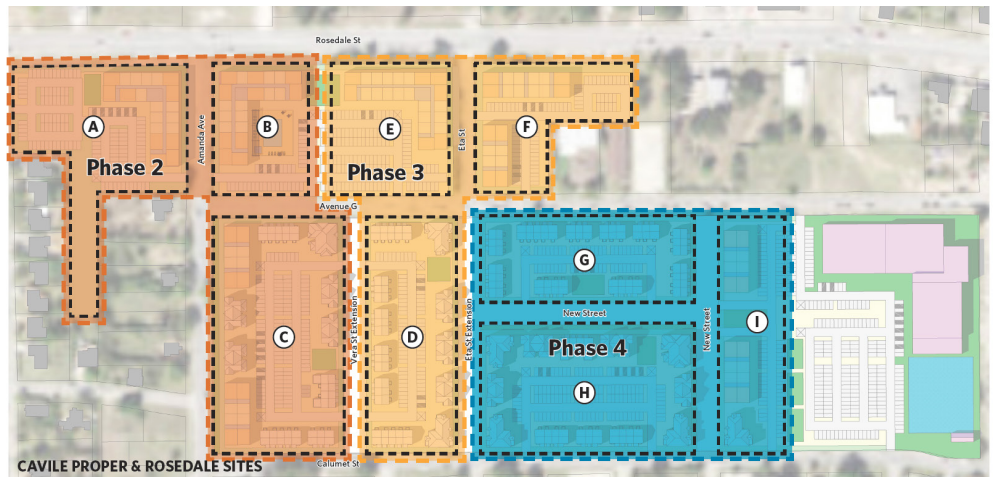 Rosedale St
A
Amanda Ave
B
E
Eta St
F
Phase 2
Phase 3
Avenue G
G
C
Vera St Extension
D
Eta St Extension
New Street
New Street
I
Phase 4
H
CAVILE PROPER & ROSEDALE SITES
Calumet St